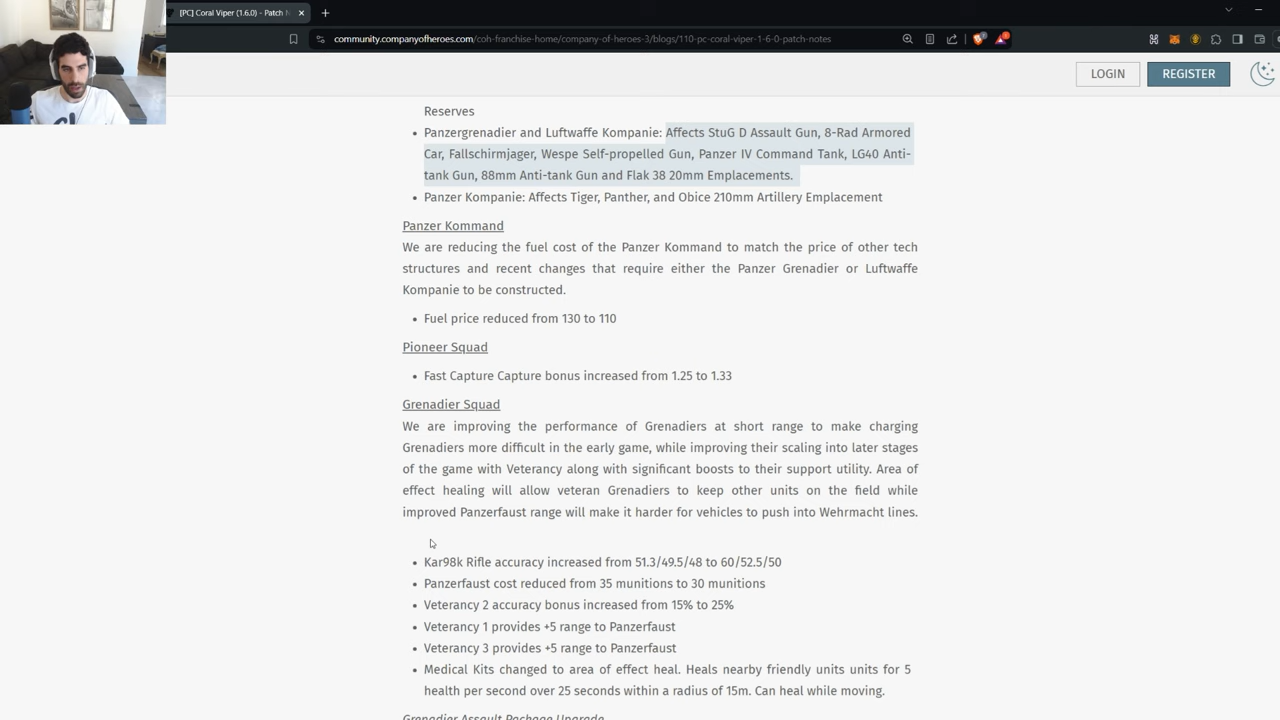 [PC] Coral Viper (1.6.0) - Patch N
community.companyofheroes.com/coh-franchise-home/company-of-heroes-3/blogs/110-pc-coral-viper-1-6-0-patch-notes
LOGIN
REGISTER
Reserves
• Panzergrenadier and Luftwaffe Kompanie: Affects StuG D Assault Gun, 8-Rad Armored
Car, Fallschirmjager, Wespe Self-propelled Gun, Panzer IV Command Tank, LG40 Anti-
tank Gun, 88mm Anti-tank Gun and Flak 38 20mm Emplacements.
• Panzer Kompanie: Affects Tiger, Panther, and Obice 210mm Artillery Emplacement
Panzer Kommand
We are reducing the fuel cost of the Panzer Kommand to match the price of other tech
structures and recent changes that require either the Panzer Grenadier or Luftwaffe
Kompanie to be constructed.
• Fuel price reduced from 130 to 110
Pioneer Squad
• Fast Capture Capture bonus increased from 1.25 to 1.33
Grenadier Squad
We are improving the performance of Grenadiers at short range to make charging
Grenadiers more difficult in the early game, while improving their scaling into later stages
of the game with Veterancy along with significant boosts to their support utility. Area of
effect healing will allow veteran Grenadiers to keep other units on the field while
improved Panzerfaust range will make it harder for vehicles to push into Wehrmacht lines.
• Kar98k Rifle accuracy increased from 51.3/49.5/48 to 60/52.5/50
• Panzerfaust cost reduced from 35 munitions to 30 munitions
• Veterancy 2 accuracy bonus increased from 15% to 25%
• Veterancy 1 provides +5 range to Panzerfaust
• Veterancy 3 provides +5 range to Panzerfaust
• Medical Kits changed to area of effect heal. Heals nearby friendly units units for 5
health per second over 25 seconds within a radius of 15m. Can heal while moving.
Grenadier Assault Package Upgrade